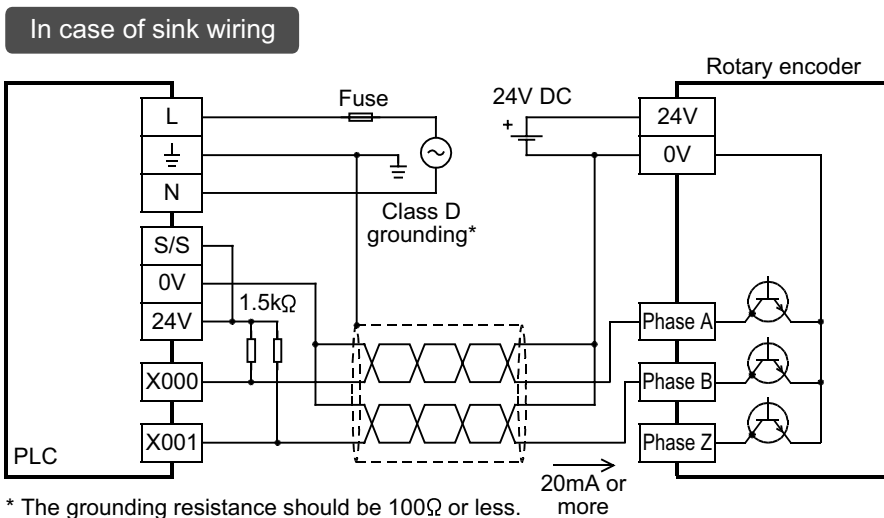 In case of sink wiring
Rotary encoder
Fuse
24V DC
L
24V
+
0V
N
Class D
grounding*
S/S
0V
1.5kΩ
24V
Phase A
X000
Phase B
X001
Phase Z
PLC
20mA or
more
* The grounding resistance should be 100Ω or less.